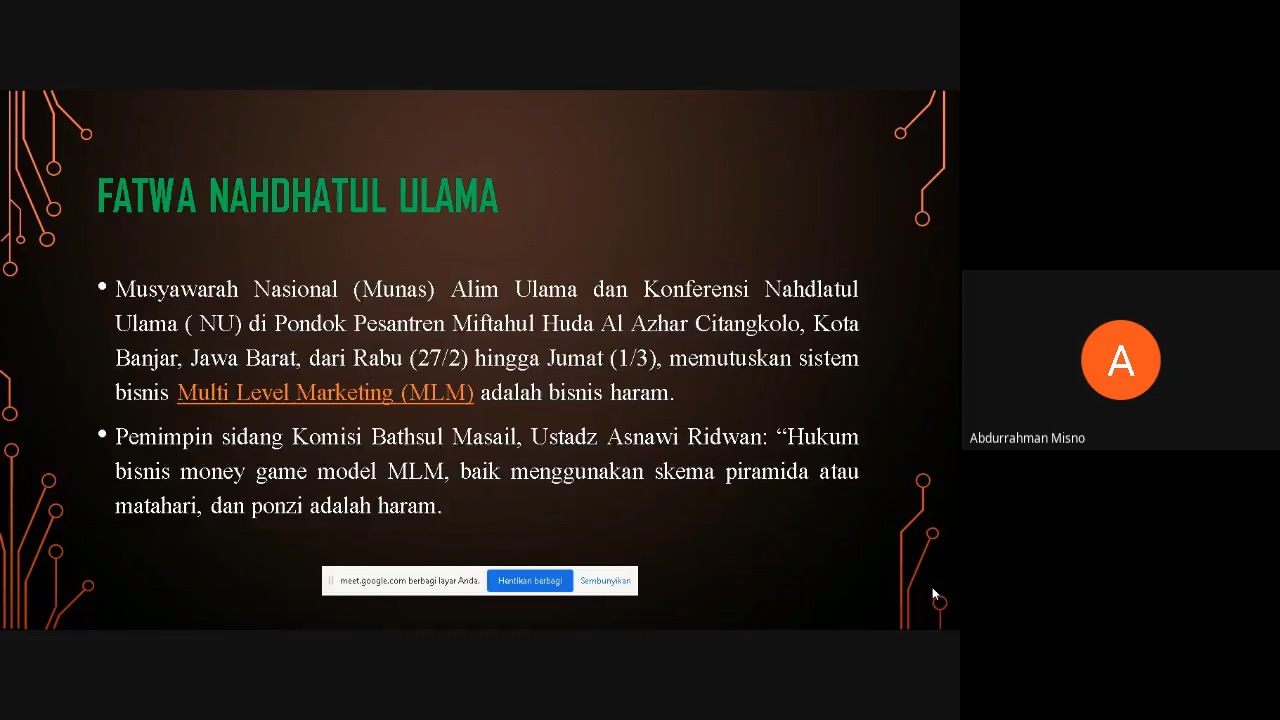 FATWA NAHDHATUL ULAMA
• Musyawarah Nasional (Munas) Alim Ulama dan Konferensi Nahdlatul
Ulama ( NU) di Pondok Pesantren Miftahul Huda Al Azhar Citangkolo, Kota
Banjar, Jawa Barat, dari Rabu (27/2) hingga Jumat (1/3), memutuskan sistem
bisnis Multi Level Marketing (MLM) adalah bisnis haram.
• Pemimpin sidang Komisi Bathsul Masail, Ustadz Asnawi Ridwan: “Hukum
bisnis money game model MLM, baik menggunakan skema piramida atau
matahari, dan ponzi adalah haram.
meet.google.com berbagi layar Anda. Hentikan berbagi Sembunyikan
A
Abdurrahman Misno